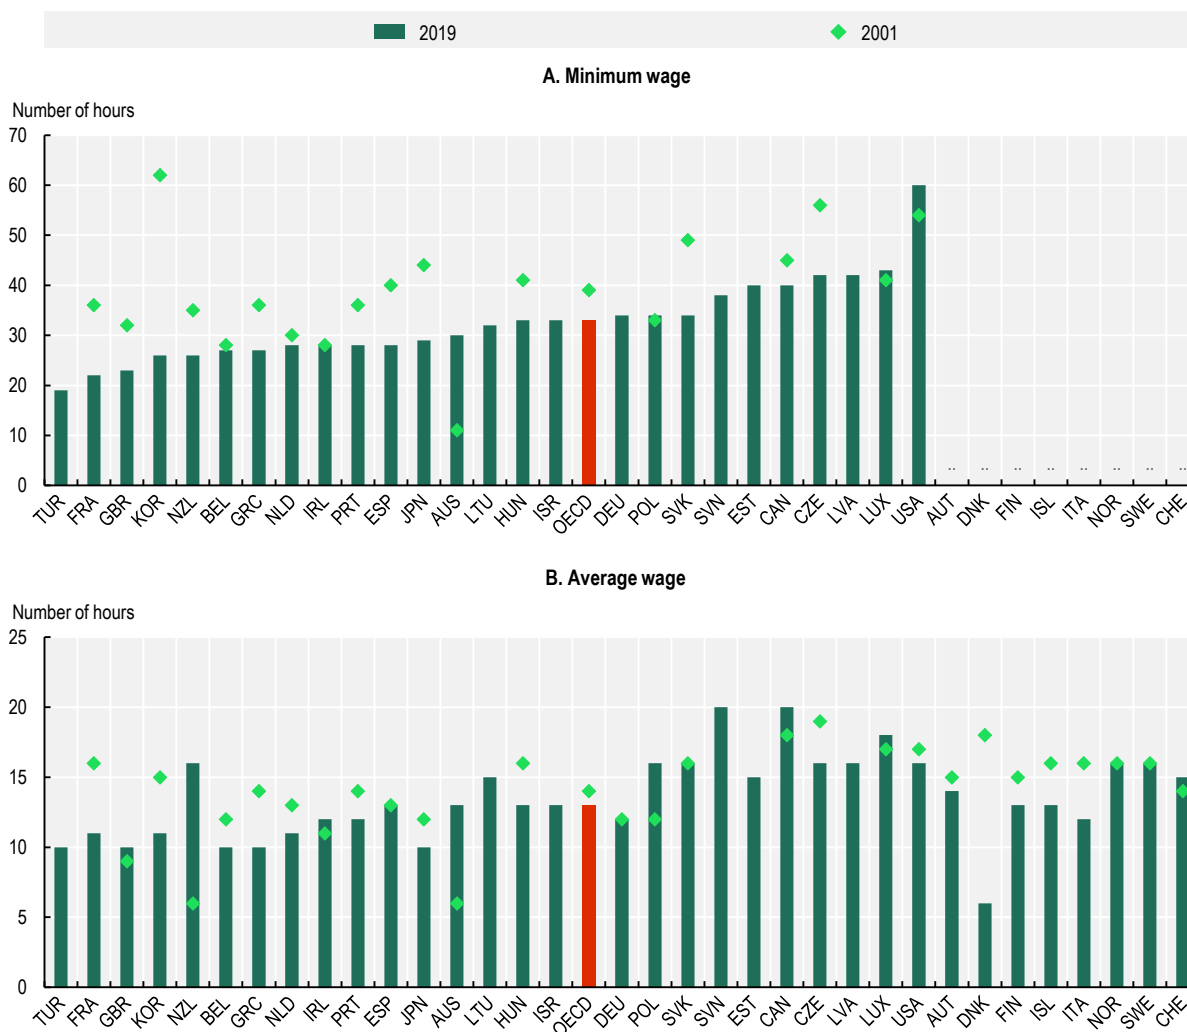 2019 2001
A. Minimum wage
Number of hours
70
60
50
40
30
20
10
0
TUR FRA GBR KOR NZL BEL GRC NLD IRL PRT ESP JPN AUS LTU HUN ISR OECD DEU POL SVK SVN EST CAN CZE LVA LUX USA AUT DNK FIN ISL ITA NOR SWE CHE
.. .. .. .. .. .. .. ..
B. Average wage
Number of hours
25
20
15
10
5
0
TUR FRA GBR KOR NZL BEL GRC NLD IRL PRT ESP JPN AUS LTU HUN ISR OECD DEU POL SVK SVN EST CAN CZE LVA LUX USA AUT DNK FIN ISL ITA NOR SWE CHE